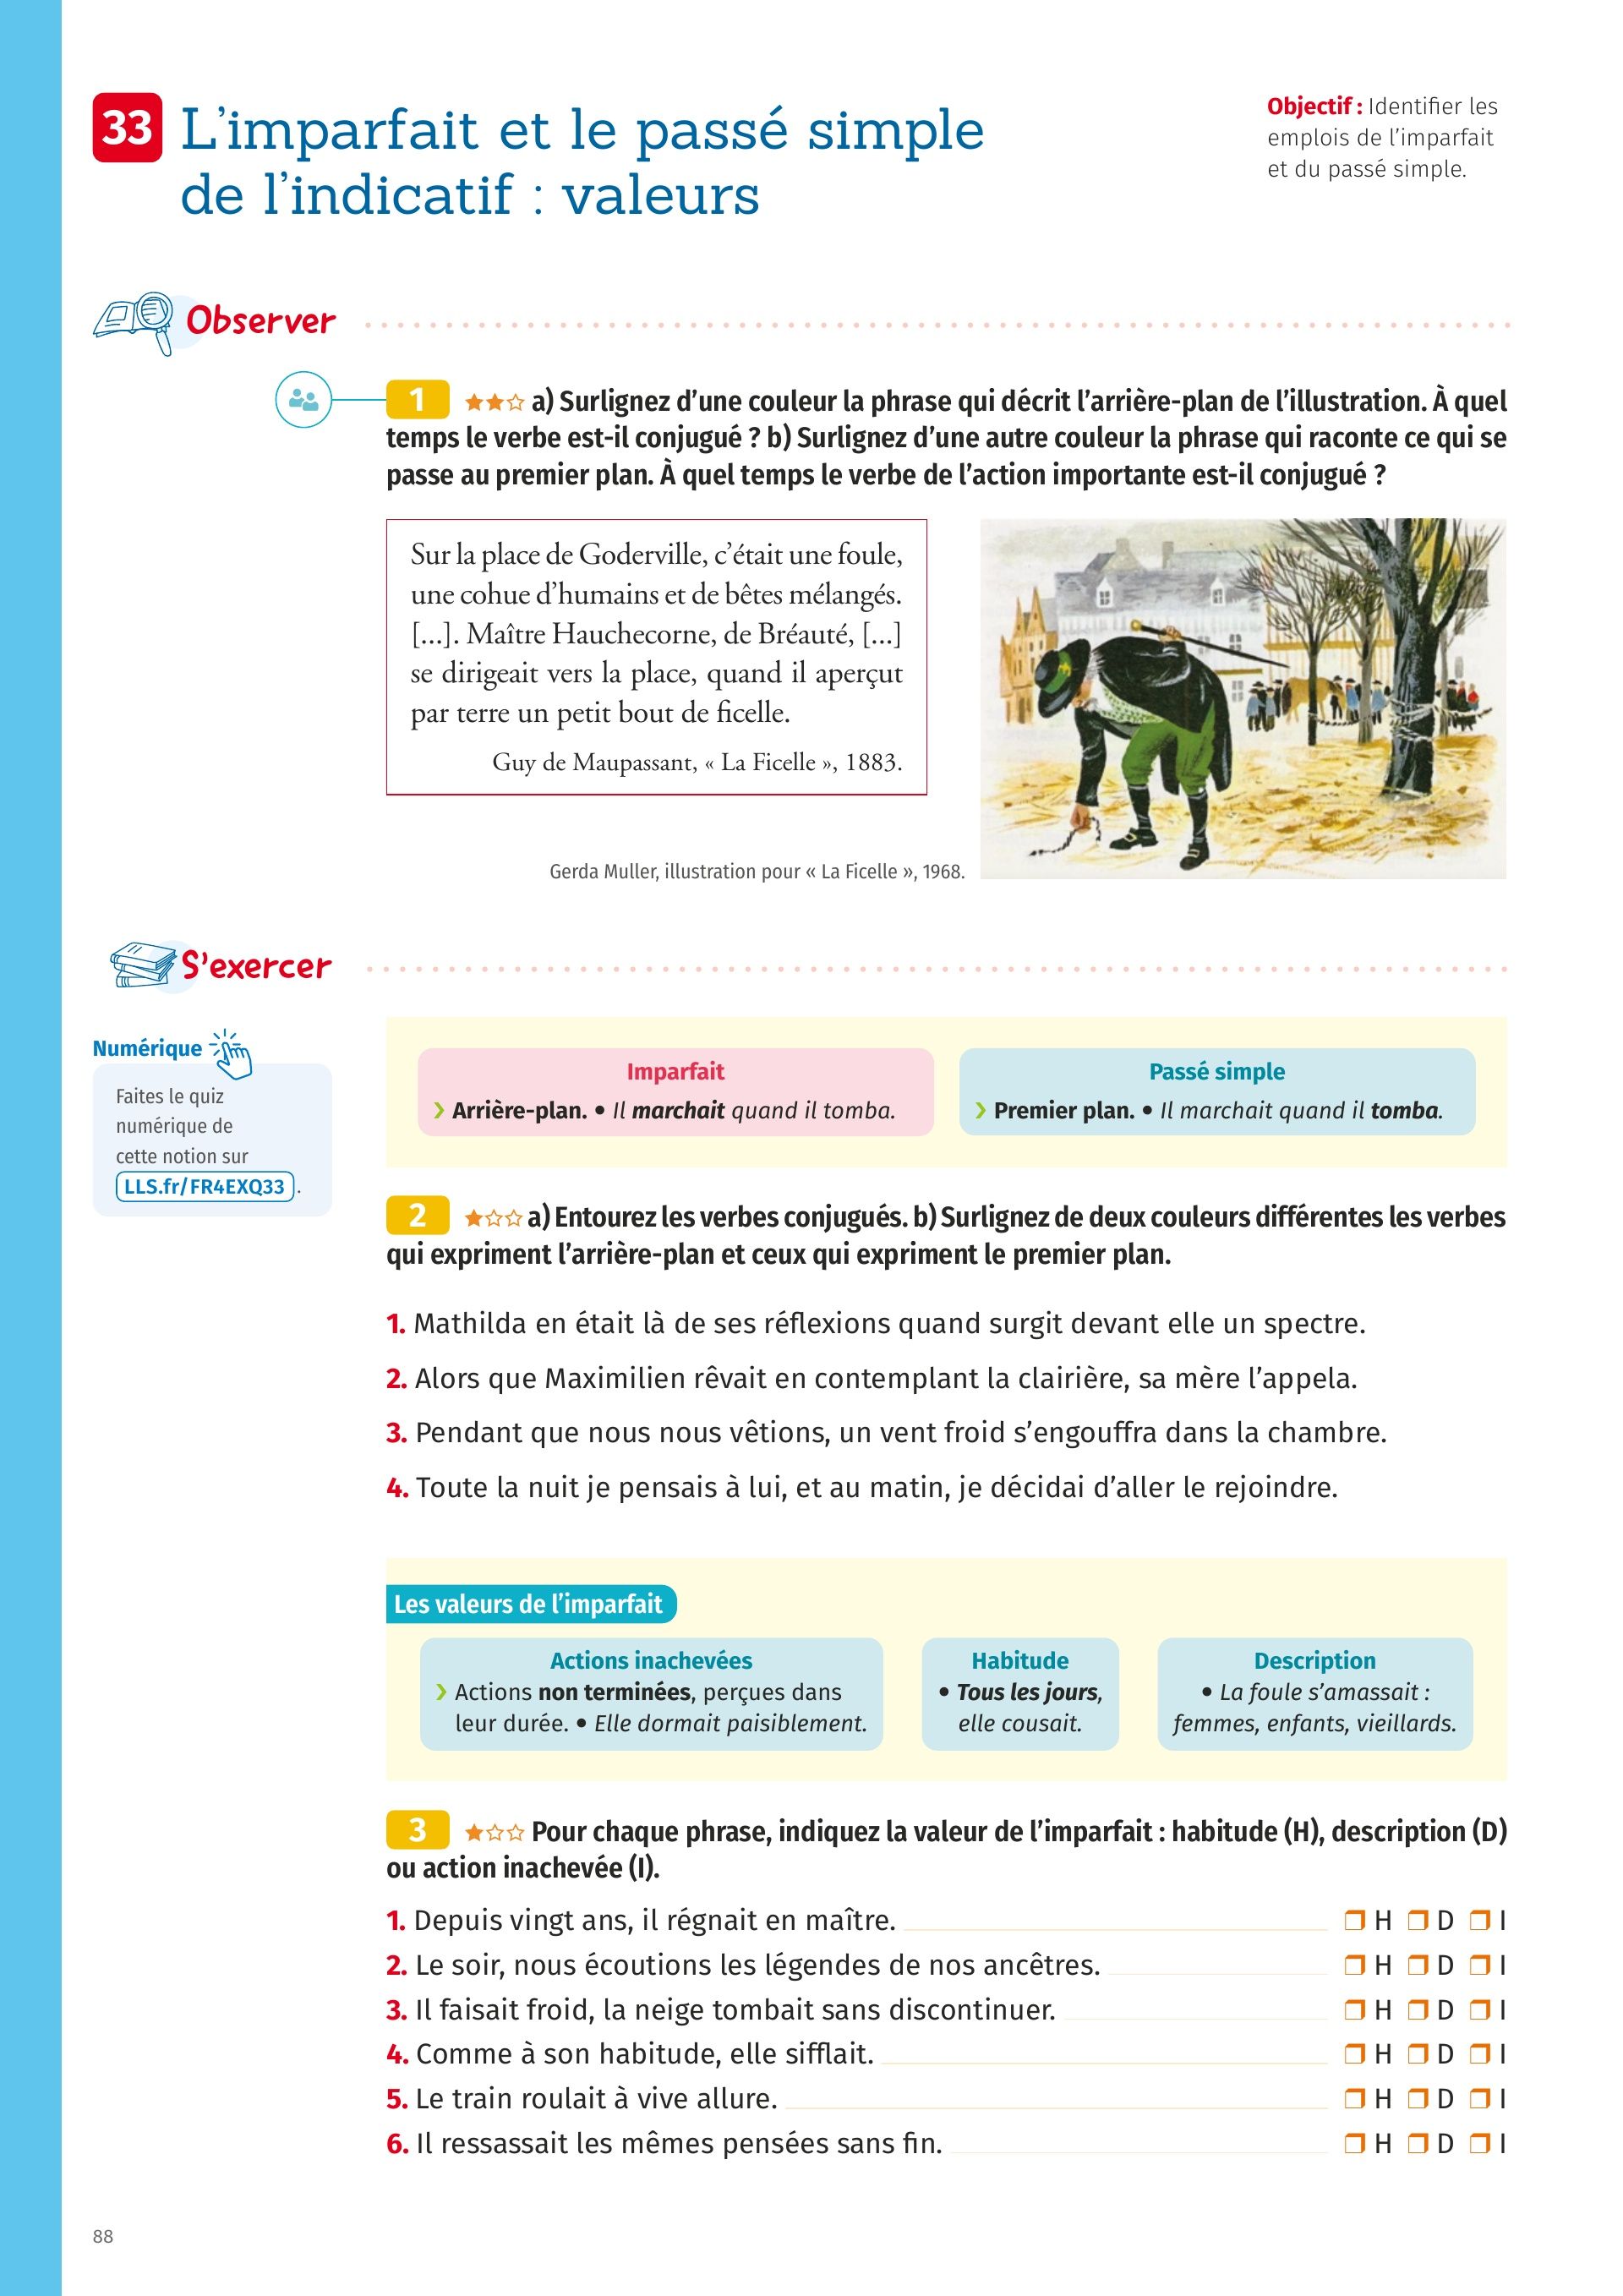 33 L’imparfait et le passé simple
de l’indicatif : valeurs
Objectif : Identifier les
emplois de l’imparfait
et du passé simple.
Observer
1 a) Surlignez d’une couleur la phrase qui décrit l’arrière-plan de l’illustration. À quel
temps le verbe est-il conjugué ? b) Surlignez d’une autre couleur la phrase qui raconte ce qui se
passe au premier plan. À quel temps le verbe de l’action importante est-il conjugué ?
Sur la place de Goderville, c’était une foule,
une cohue d’humains et de bêtes mélangés.
[…]. Maître Hauchecorne, de Bréauté, […]
se dirigeait vers la place, quand il aperçut
par terre un petit bout de ficelle.
Guy de Maupassant, « La Ficelle », 1883.
Gerda Muller, illustration pour « La Ficelle », 1968.
S’exercer
Numérique
Faites le quiz
numérique de
cette notion sur
LLS.fr/FR4EXQ33 .
Imparfait
› Arrière-plan. • Il marchait quand il tomba.
Passé simple
› Premier plan. • Il marchait quand il tomba.
2 a) Entourez les verbes conjugués. b) Surlignez de deux couleurs différentes les verbes
qui expriment l’arrière-plan et ceux qui expriment le premier plan.
1. Mathilda en était là de ses réflexions quand surgit devant elle un spectre.
2. Alors que Maximilien rêvait en contemplant la clairière, sa mère l’appela.
3. Pendant que nous nous vêtions, un vent froid s’engouffra dans la chambre.
4. Toute la nuit je pensais à lui, et au matin, je décidai d’aller le rejoindre.
Les valeurs de l’imparfait
Actions inachevées
› Actions non terminées, perçues dans
leur durée. • Elle dormait paisiblement.
Habitude
• Tous les jours,
elle cousait.
Description
• La foule s’amassait :
femmes, enfants, vieillards.
3 Pour chaque phrase, indiquez la valeur de l’imparfait : habitude (H), description (D)
ou action inachevée (I).
1. Depuis vingt ans, il régnait en maître. ❒ H ❒ D ❒ I
2. Le soir, nous écoutions les légendes de nos ancêtres. ❒ H ❒ D ❒ I
3. Il faisait froid, la neige tombait sans discontinuer. ❒ H ❒ D ❒ I
4. Comme à son habitude, elle sifflait. ❒ H ❒ D ❒ I
5. Le train roulait à vive allure. ❒ H ❒ D ❒ I
6. Il ressassait les mêmes pensées sans fin. ❒ H ❒ D ❒ I
88